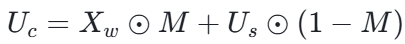 U_c = X_w ⊙ M + U_s ⊙ (1 − M)